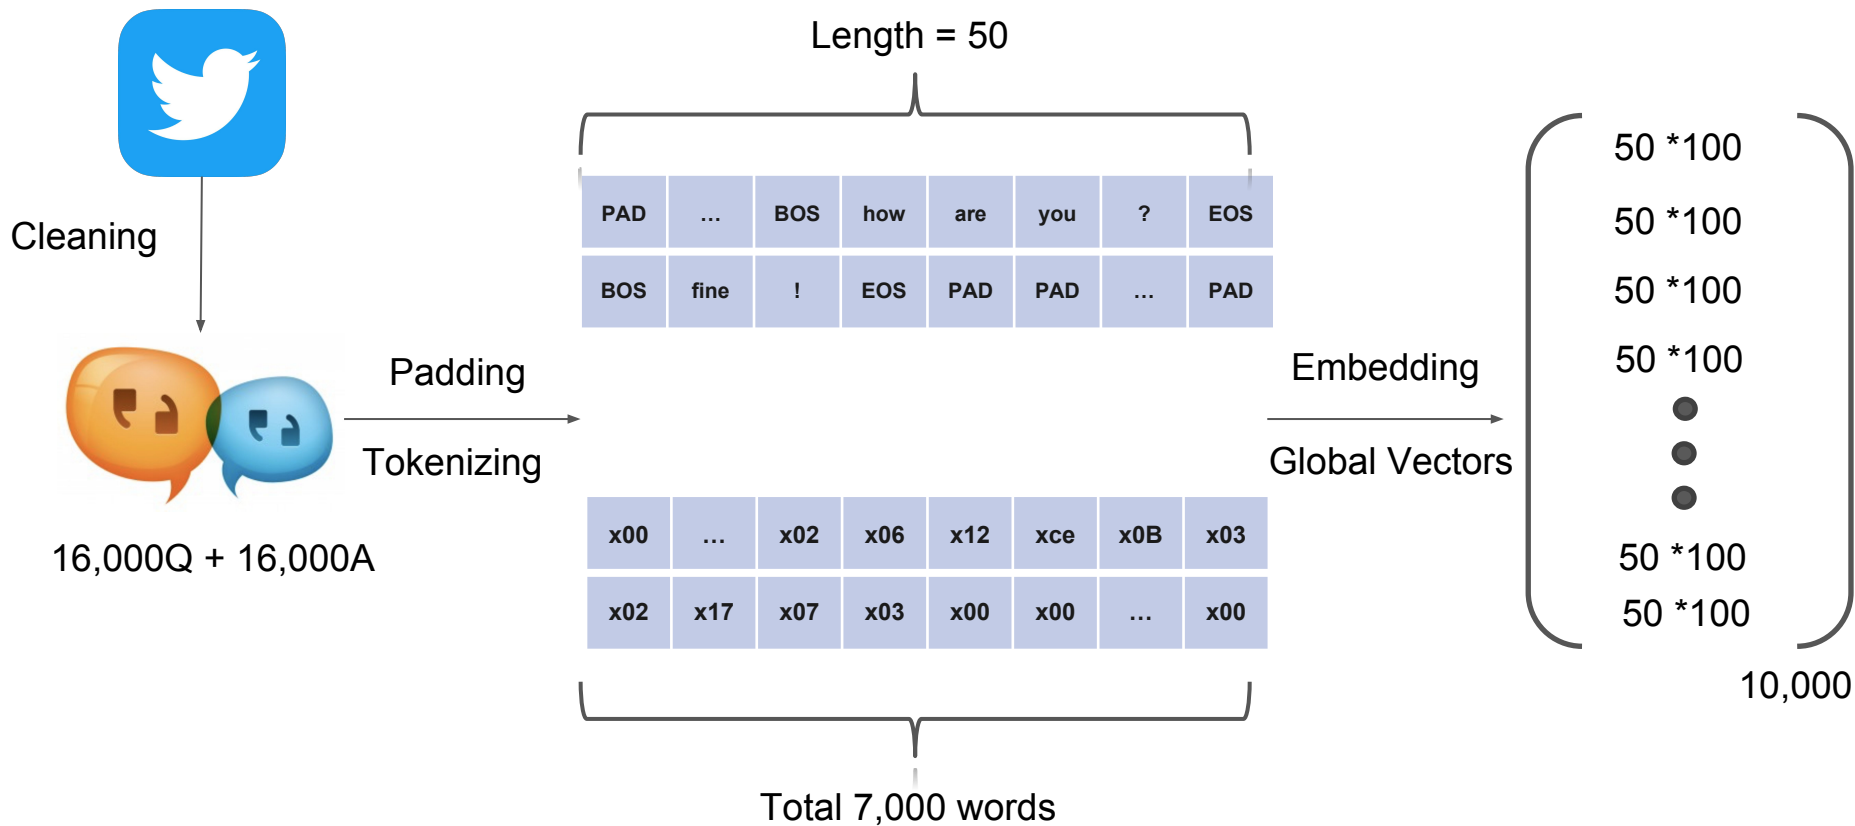 Length = 50
Cleaning
PAD … BOS how are you ? EOS
BOS fine ! EOS PAD PAD … PAD
Padding
Tokenizing
16,000Q + 16,000A
x00 … x02 x06 x12 xce x0B x03
x02 x17 x07 x03 x00 x00 … x00
Total 7,000 words
Embedding
Global Vectors
50 *100
50 *100
50 *100
50 *100
50 *100
50 *100
10,000